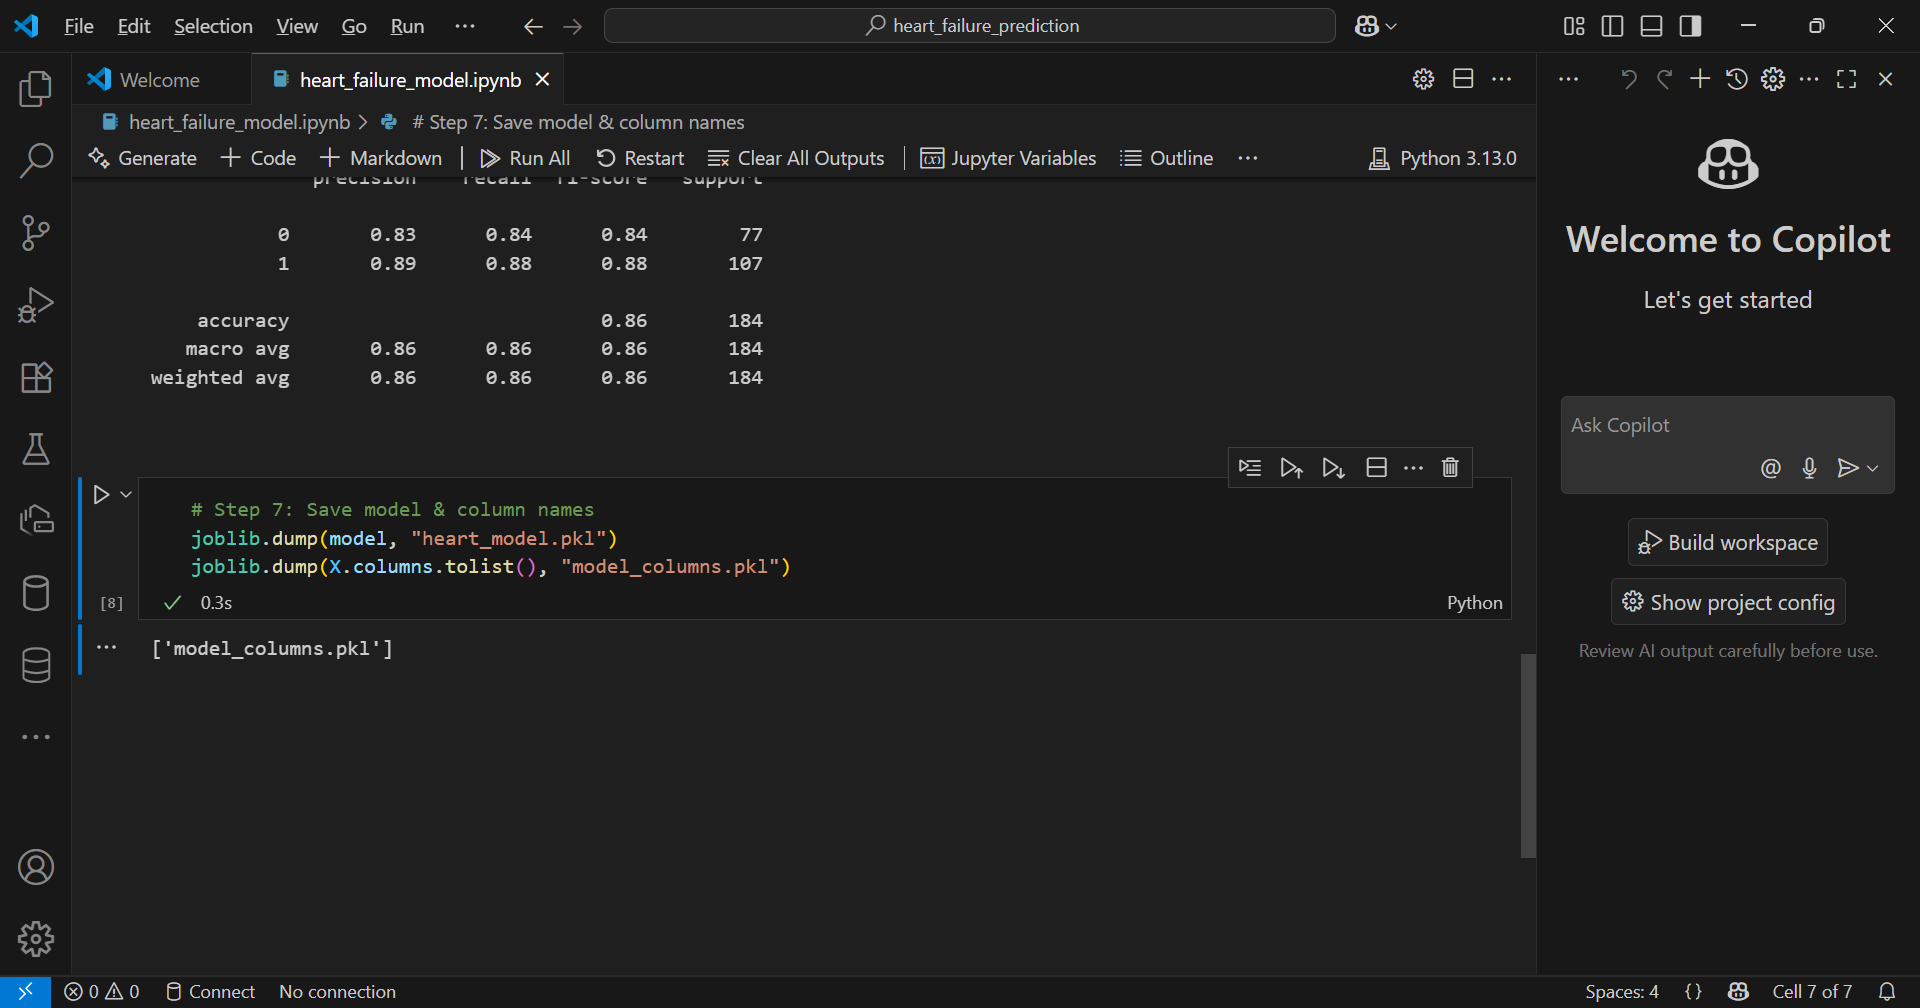 File Edit Selection View Go Run ··· heart_failure_prediction
Welcome heart_failure_model.ipynb
heart_failure_model.ipynb > # Step 7: Save model & column names
Generate + Code + Markdown | Run All Restart Clear All Outputs | Jupyter Variables Outline ··· Python 3.13.0
precision recall f1-score support
0 0.83 0.84 0.84 77
1 0.89 0.88 0.88 107
accuracy 0.86 184
macro avg 0.86 0.86 0.86 184
weighted avg 0.86 0.86 0.86 184
# Step 7: Save model & column names
joblib.dump(model, "heart_model.pkl")
joblib.dump(X.columns.tolist(), "model_columns.pkl")
[8] 0.3s Python
['model_columns.pkl']
Welcome to Copilot
Let's get started
Ask Copilot
@
Build workspace
Show project config
Review AI output carefully before use.
0 0 Connect No connection Spaces: 4 {} Cell 7 of 7